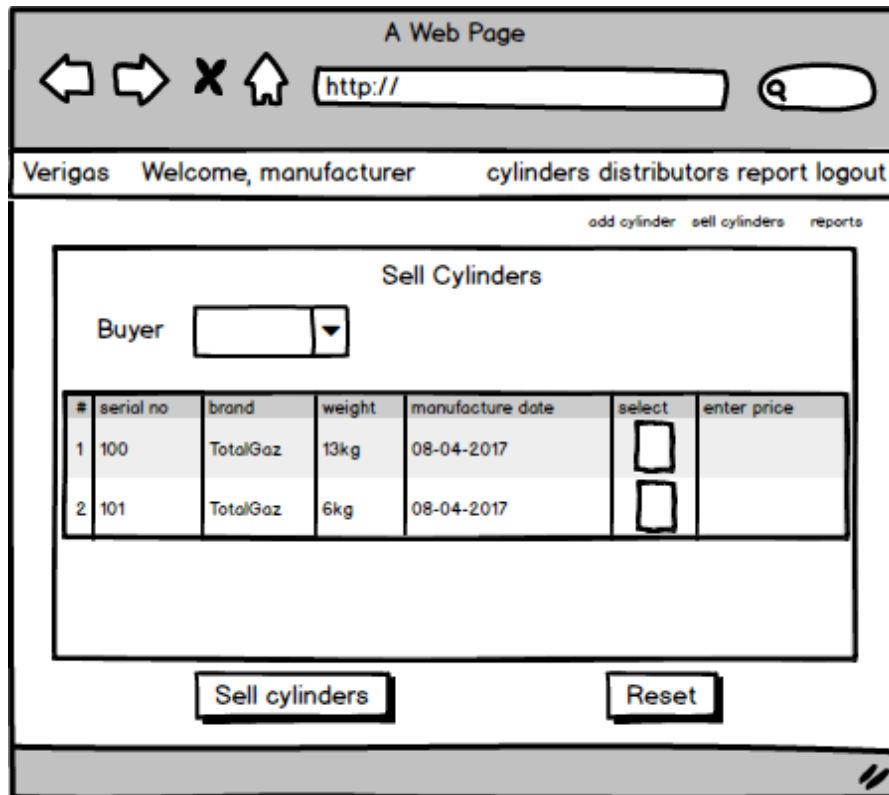 A Web Page
http://
Verigas Welcome, manufacturer cylinders distributors report logout
add cylinder sell cylinders reports
Sell Cylinders
Buyer
# serial no brand weight manufacture date select enter price
1 100 TotalGaz 13kg 08-04-2017
2 101 TotalGaz 6kg 08-04-2017
Sell cylinders Reset